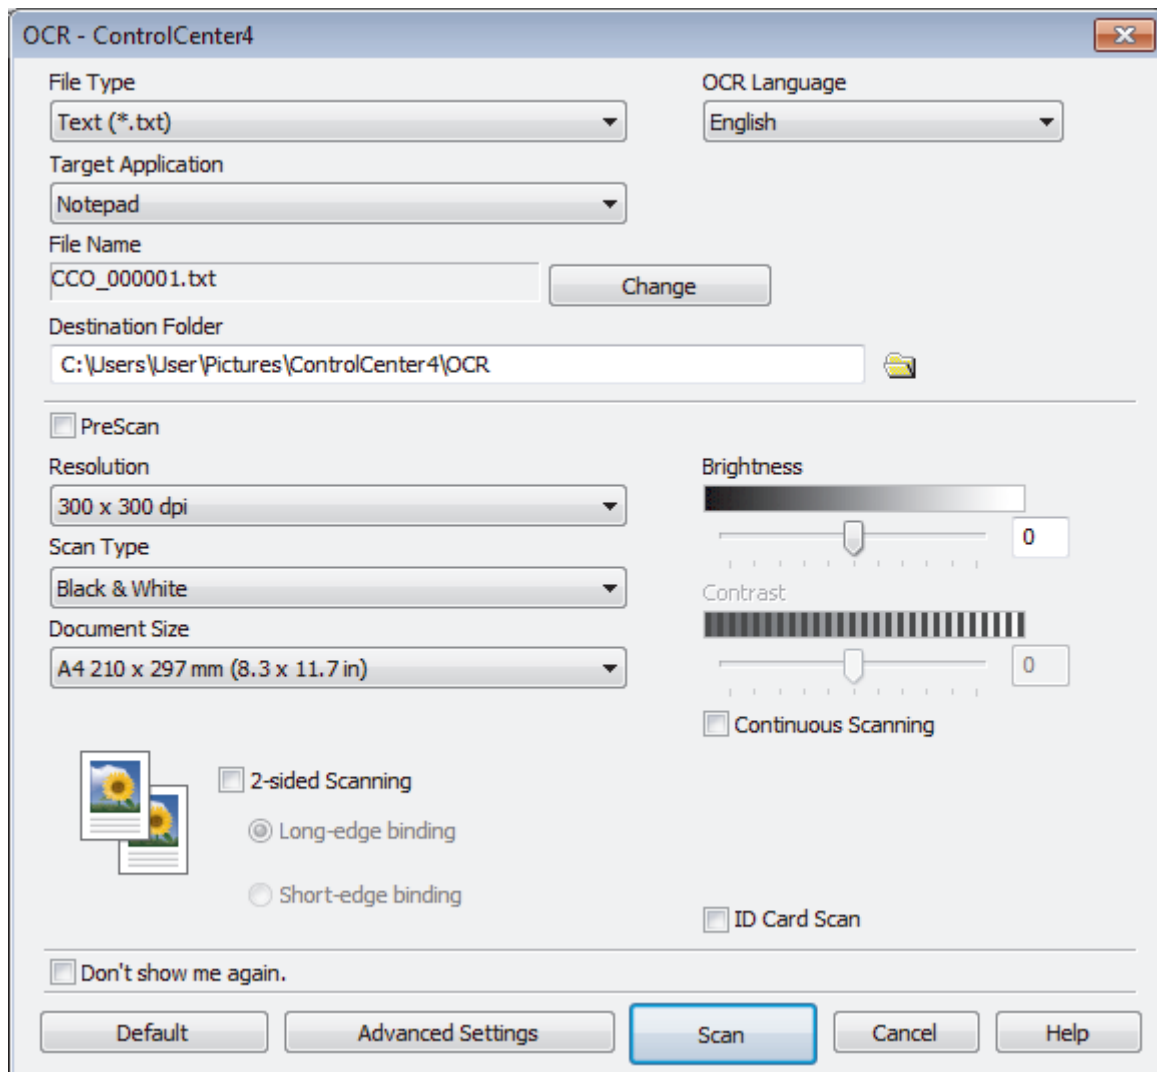 OCR - ControlCenter4
File Type
OCR Language
Text (*.txt)
English
Target Application
Notepad
File Name
CCO_000001.txt
Change
Destination Folder
C:\Users\User\Pictures\ControlCenter4\OCR
PreScan
Resolution
Brightness
300 x 300 dpi
0
Scan Type
Black & White
Contrast
Document Size
A4 210 x 297 mm (8.3 x 11.7 in)
0
Continuous Scanning
2-sided Scanning
Long-edge binding
Short-edge binding
ID Card Scan
Don't show me again.
Default
Advanced Settings
Scan
Cancel
Help